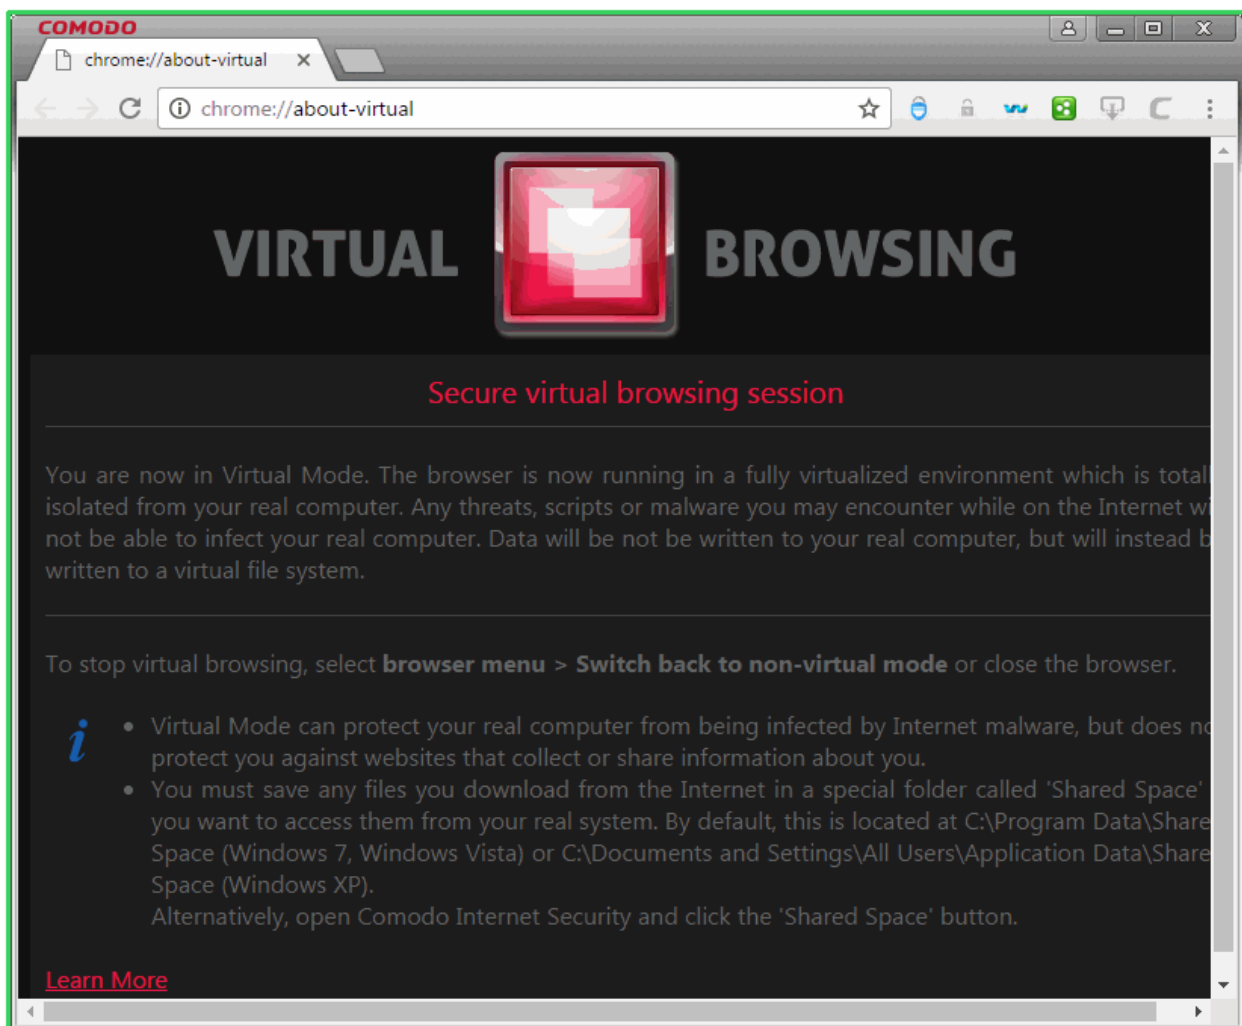 COMODO
chrome://about-virtual
chrome://about-virtual
VIRTUAL BROWSING
Secure virtual browsing session
You are now in Virtual Mode. The browser is now running in a fully virtualized environment which is totall
isolated from your real computer. Any threats, scripts or malware you may encounter while on the Internet wi
not be able to infect your real computer. Data will be not be written to your real computer, but will instead b
written to a virtual file system.
To stop virtual browsing, select browser menu > Switch back to non-virtual mode or close the browser.
• Virtual Mode can protect your real computer from being infected by Internet malware, but does no
protect you against websites that collect or share information about you.
• You must save any files you download from the Internet in a special folder called 'Shared Space'
you want to access them from your real system. By default, this is located at C:\Program Data\Share
Space (Windows 7, Windows Vista) or C:\Documents and Settings\All Users\Application Data\Share
Space (Windows XP).
Alternatively, open Comodo Internet Security and click the 'Shared Space' button.
Learn More